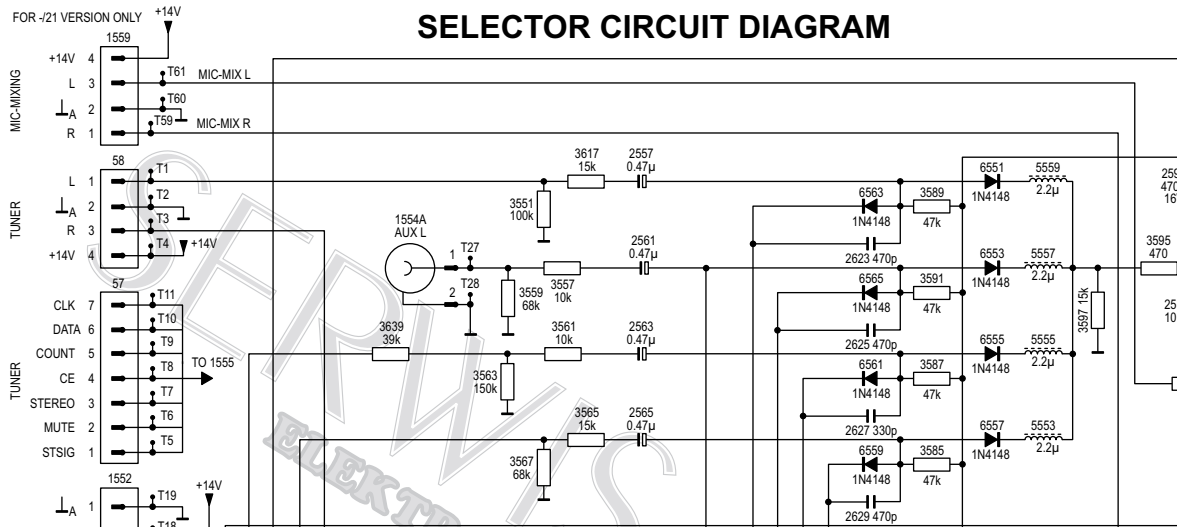 SELECTOR CIRCUIT DIAGRAM
FOR -/21 VERSION ONLY
+14V
1559
MIC-MIXING
+14V 4
L 3
T61
MIC-MIX L
A 2
T60
R 1
T59
MIC-MIX R
58
TUNER
L 1
T1
A 2
T2
R 3
T3
+14V 4
T4
+14V
57
TUNER
CLK 7
T11
DATA 6
T10
COUNT 5
T9
CE 4
T8
TO 1555
STEREO 3
T7
MUTE 2
T6
STSIG 1
T5
1552
+14V
A 1
T19
T18
1554A
AUX L
1
T27
2
T28
3617
15k
2557
0.47µ
3551
100k
2561
0.47µ
3559
68k
3557
10k
3639
39k
3561
10k
2563
0.47µ
3563
150k
3565
15k
2565
0.47µ
3567
68k
6551
1N4148
5559
2.2µ
6563
1N4148
3589
47k
2623 470p
6553
1N4148
5557
2.2µ
6565
1N4148
3591
47k
2625 470p
6555
1N4148
5555
2.2µ
6561
1N4148
3587
47k
2627 330p
6557
1N4148
5553
2.2µ
6559
1N4148
3585
47k
2629 470p
3595
470
3597 15k
SERWIS